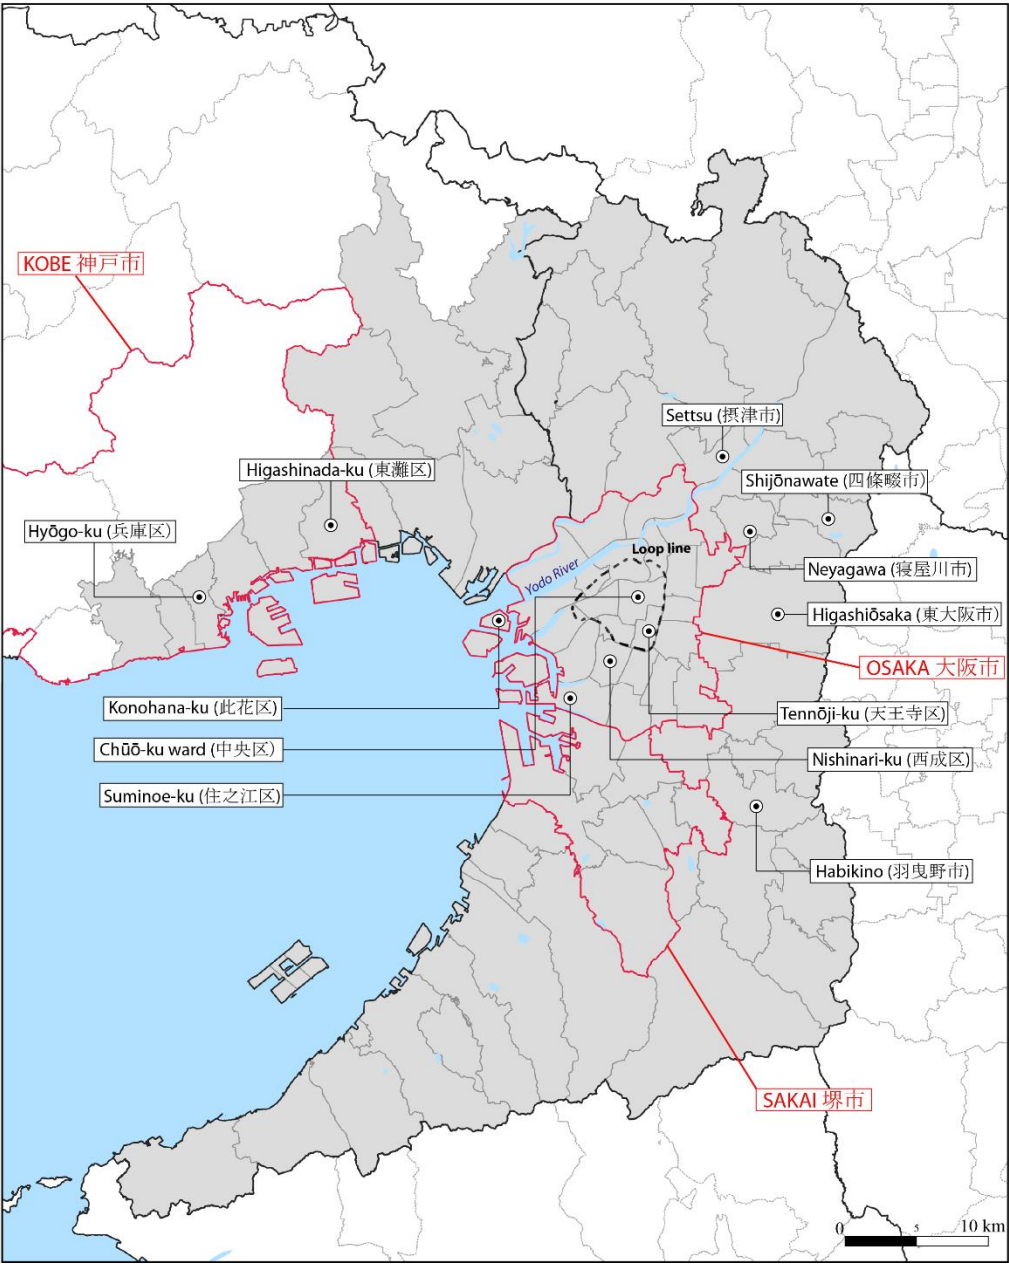 KOBE 神戸市
Settsu (摂津市)
Higashinada-ku (東灘区)
Shijōnawate (四條畷市)
Hyōgo-ku (兵庫区)
Loop line
Yodo River
Neyagawa (寝屋川市)
Higashiōsaka (東大阪市)
OSAKA 大阪市
Konohana-ku (此花区)
Tennōji-ku (天王寺区)
Chūō-ku ward (中央区)
Nishinari-ku (西成区)
Suminoe-ku (住之江区)
Habikino (羽曳野市)
SAKAI 堺市
0 5 10 km